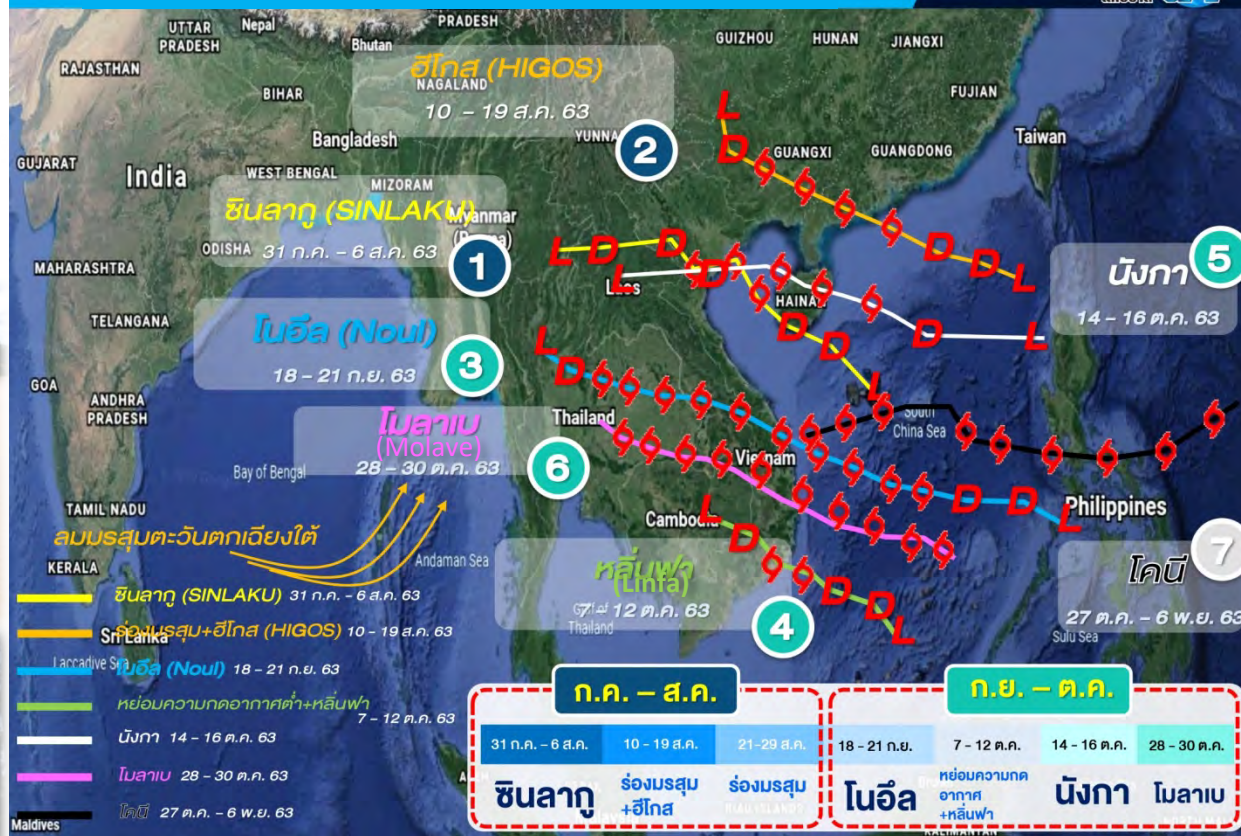 UTTAR PRADESH
Nepal
Bhutan
PRADESH
GUIZHOU
HUNAN
JIANGXI
RAJASTHAN
ฮีโกส (HIGOS)
NAGALAND
10 - 19 ส.ค. 63
BIHAR
FUJIAN
YUNNA
2
L
D
GUANGXI
GUANGDONG
Taiwan
Bangladesh
GUJARAT
India
WEST BENGAL
MIZORAM
ซินลากู (SINLAKU)
Myanmar
31 ก.ค. – 6 ส.ค. 63
ODISHA
1
D
D
L
นังกา
5
14 - 16 ต.ค. 63
L
D
D
D
L
Laos
HAINAN
MAHARASHTRA
TELANGANA
โนอึล (Noul)
18 – 21 ก.ย. 63
3
D
D
L
D
L
L
D
GOA
ANDHRA PRADESH
โมลาเบ
(Molave)
28 – 30 ต.ค. 63
6
Thailand
South China Sea
Vietnam
Bay of Bengal
D
D
L
Philippines
TAMIL NADU
ลมมรสุมตะวันตกเฉียงใต้
Andaman Sea
Cambodia
L
D
KERALA
หลิ่นฟา
(Linfa)
7 – 12 ต.ค. 63
Gulf of Thailand
4
D
D
L
โคนี
7
27 ต.ค. – 6 พ.ย. 63
Sulu Sea
ซินลากู (SINLAKU) 31 ก.ค. – 6 ส.ค. 63
Sri Lanka
ร่องมรสุม+ฮีโกส (HIGOS) 10 - 19 ส.ค. 63
Laccadive Sea
โนอึล (Noul) 18 – 21 ก.ย. 63
หย่อมความกดอากาศต่ำ+หลิ่นฟา
7 – 12 ต.ค. 63
นังกา 14 - 16 ต.ค. 63
โมลาเบ 28 - 30 ต.ค. 63
โคนี 27 ต.ค. – 6 พ.ย. 63
Maldives
ก.ค. – ส.ค.
31 ก.ค. – 6 ส.ค.
10 - 19 ส.ค.
21-29 ส.ค.
ซินลากู
ร่องมรสุม +ฮีโกส
ร่องมรสุม
ก.ย. – ต.ค.
18 - 21 ก.ย.
7 - 12 ต.ค.
14 - 16 ต.ค.
28 - 30 ต.ค.
โนอึล
หย่อมความกด อากาศ +หลิ่นฟา
นังกา
โมลาเบ